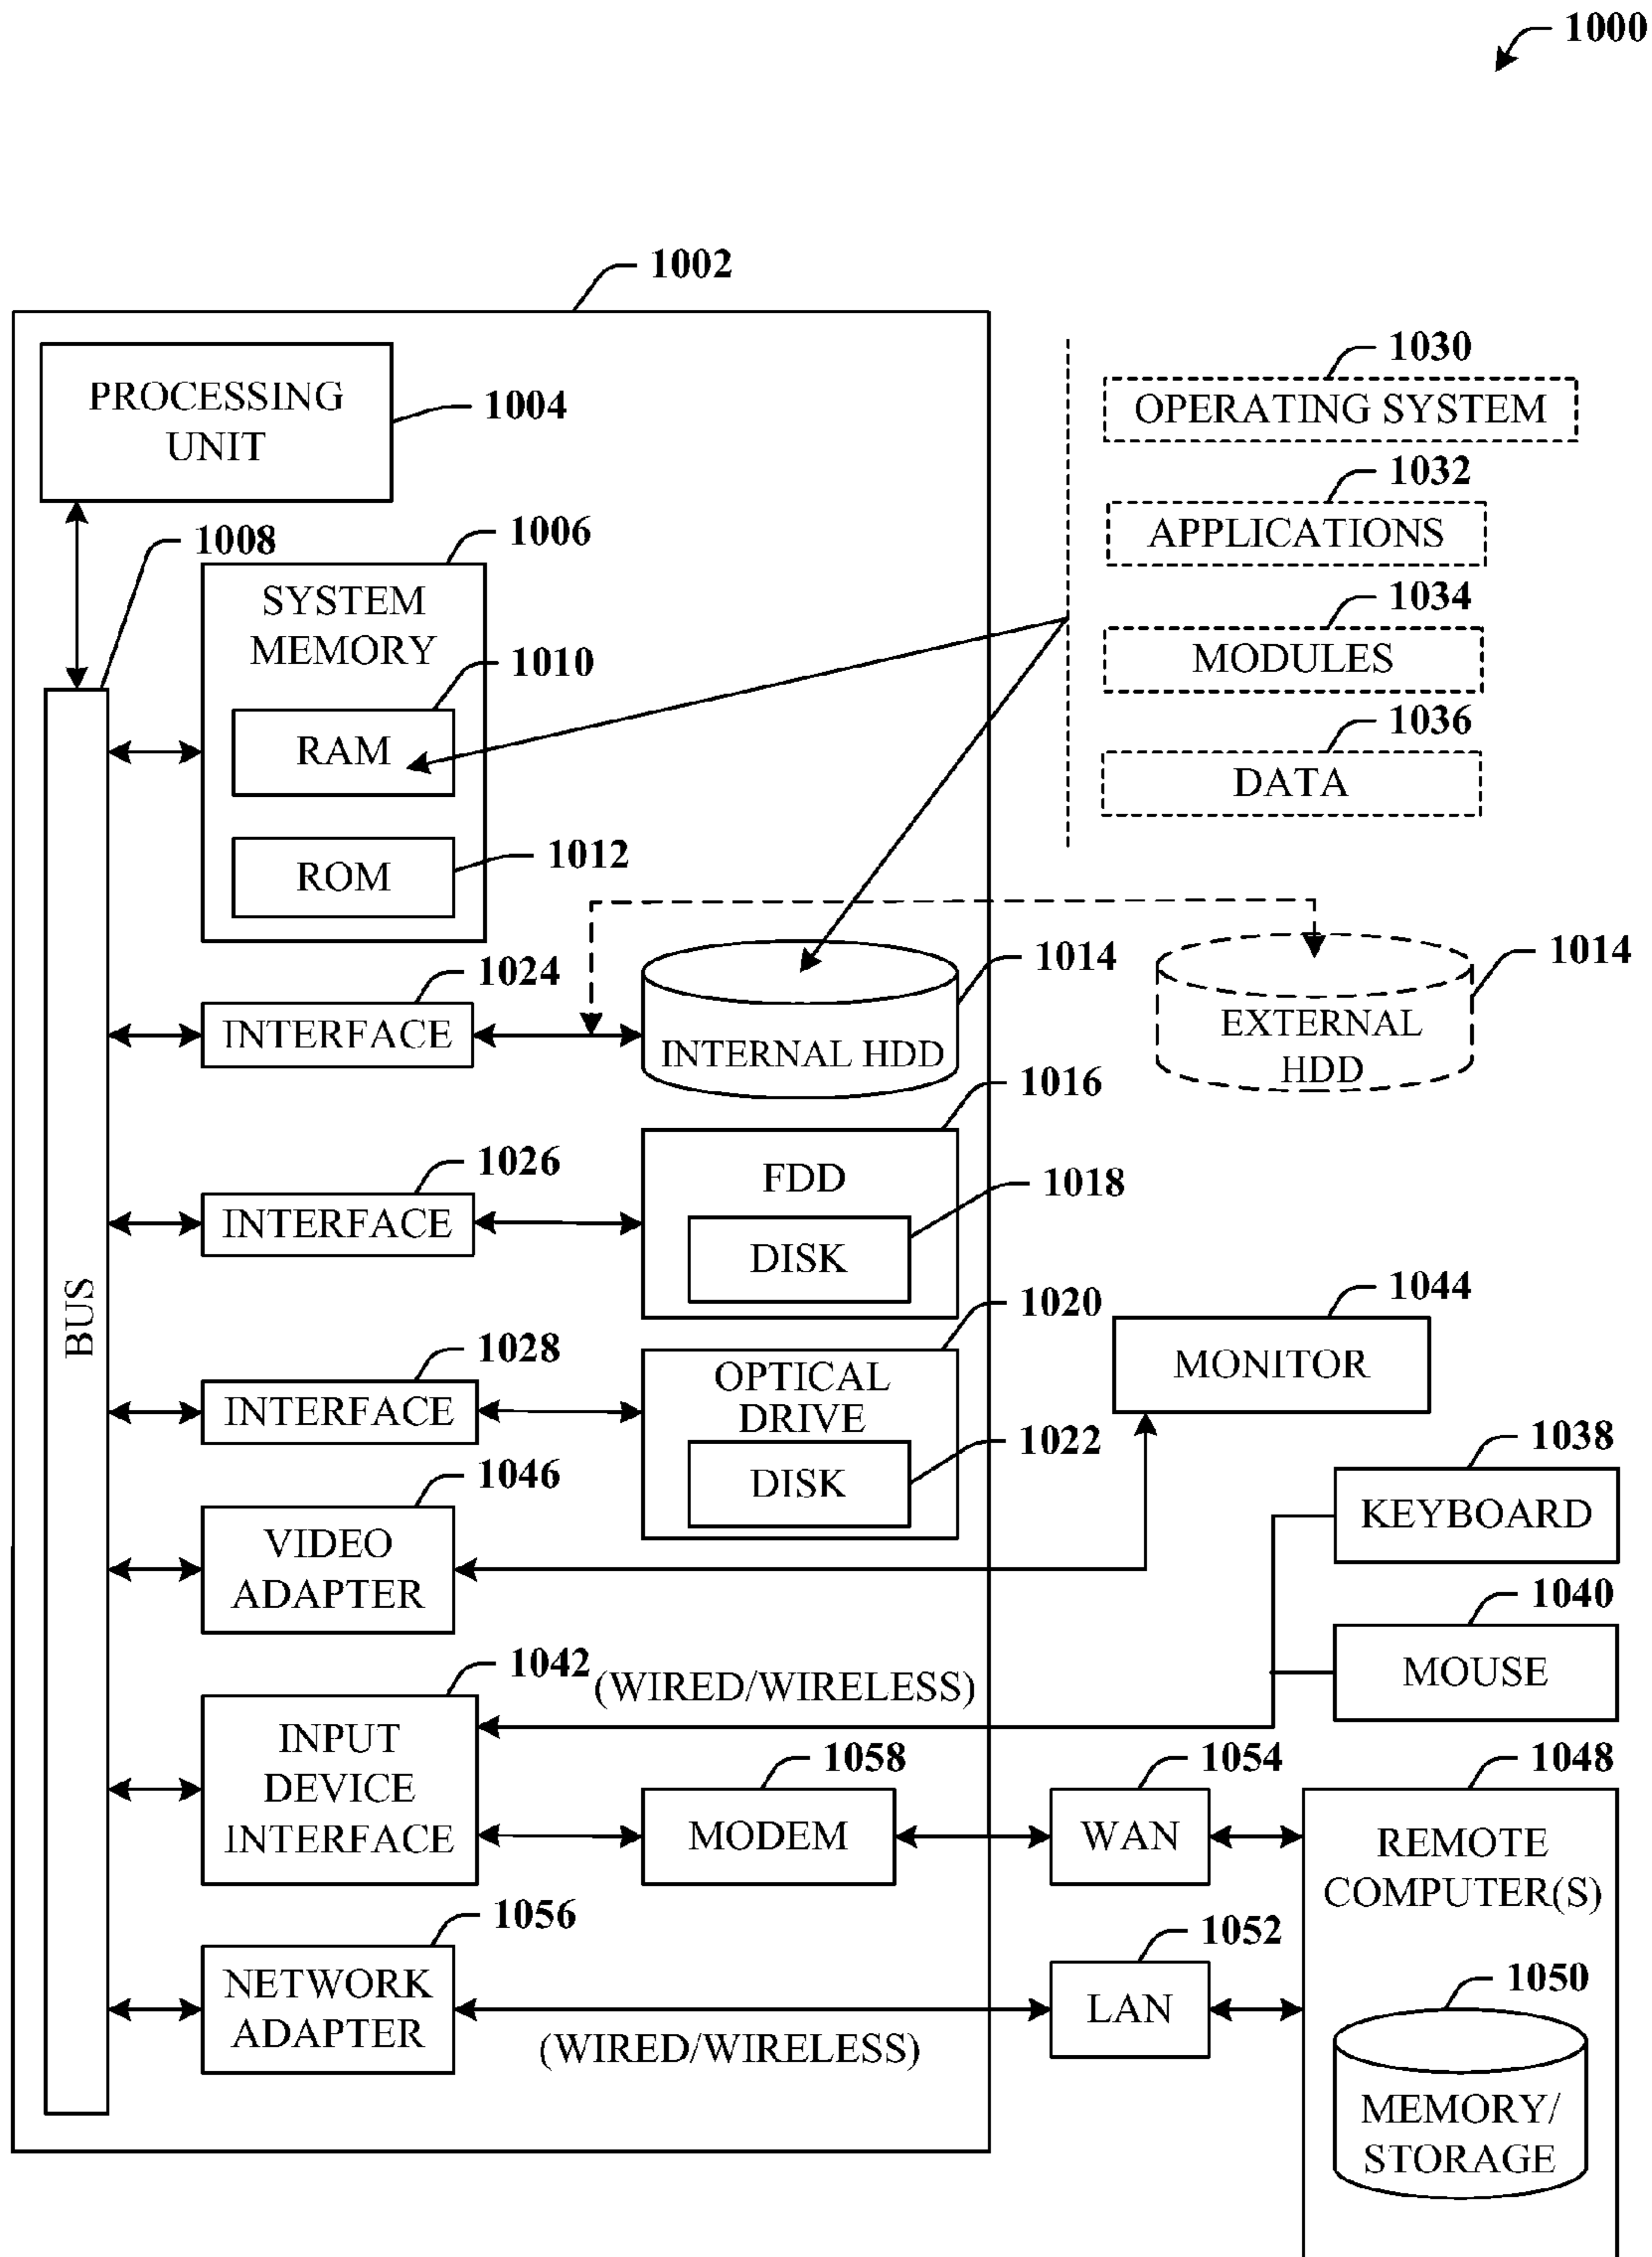 1000
1002
PROCESSING
UNIT
1004
1030
OPERATING SYSTEM
1032
APPLICATIONS
1034
MODULES
1036
DATA
1008
1006
SYSTEM
MEMORY
1010
RAM
1012
ROM
1024
INTERFACE
1014
INTERNAL HDD
1014
EXTERNAL
HDD
1026
INTERFACE
1016
FDD
1018
DISK
BUS
1028
INTERFACE
1020
OPTICAL
DRIVE
1022
DISK
1044
MONITOR
1046
VIDEO
ADAPTER
1038
KEYBOARD
1040
MOUSE
1042
(WIRED/WIRELESS)
INPUT
DEVICE
INTERFACE
1058
MODEM
1054
WAN
1048
REMOTE
COMPUTER(S)
1056
NETWORK
ADAPTER
(WIRED/WIRELESS)
1052
LAN
1050
MEMORY/
STORAGE